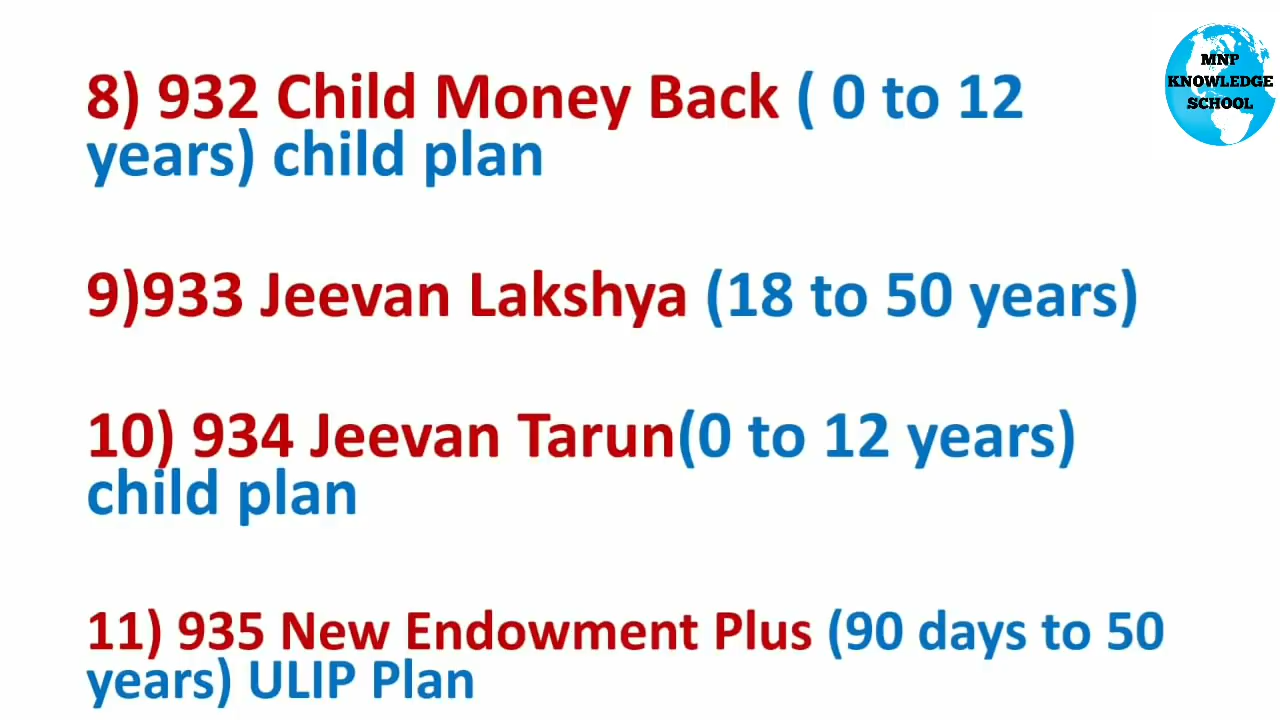 8) 932 Child Money Back ( 0 to 12
years) child plan
9)933 Jeevan Lakshya (18 to 50 years)
10) 934 Jeevan Tarun(0 to 12 years)
child plan
11) 935 New Endowment Plus (90 days to 50
years) ULIP Plan
MNP
KNOWLEDGE
SCHOOL